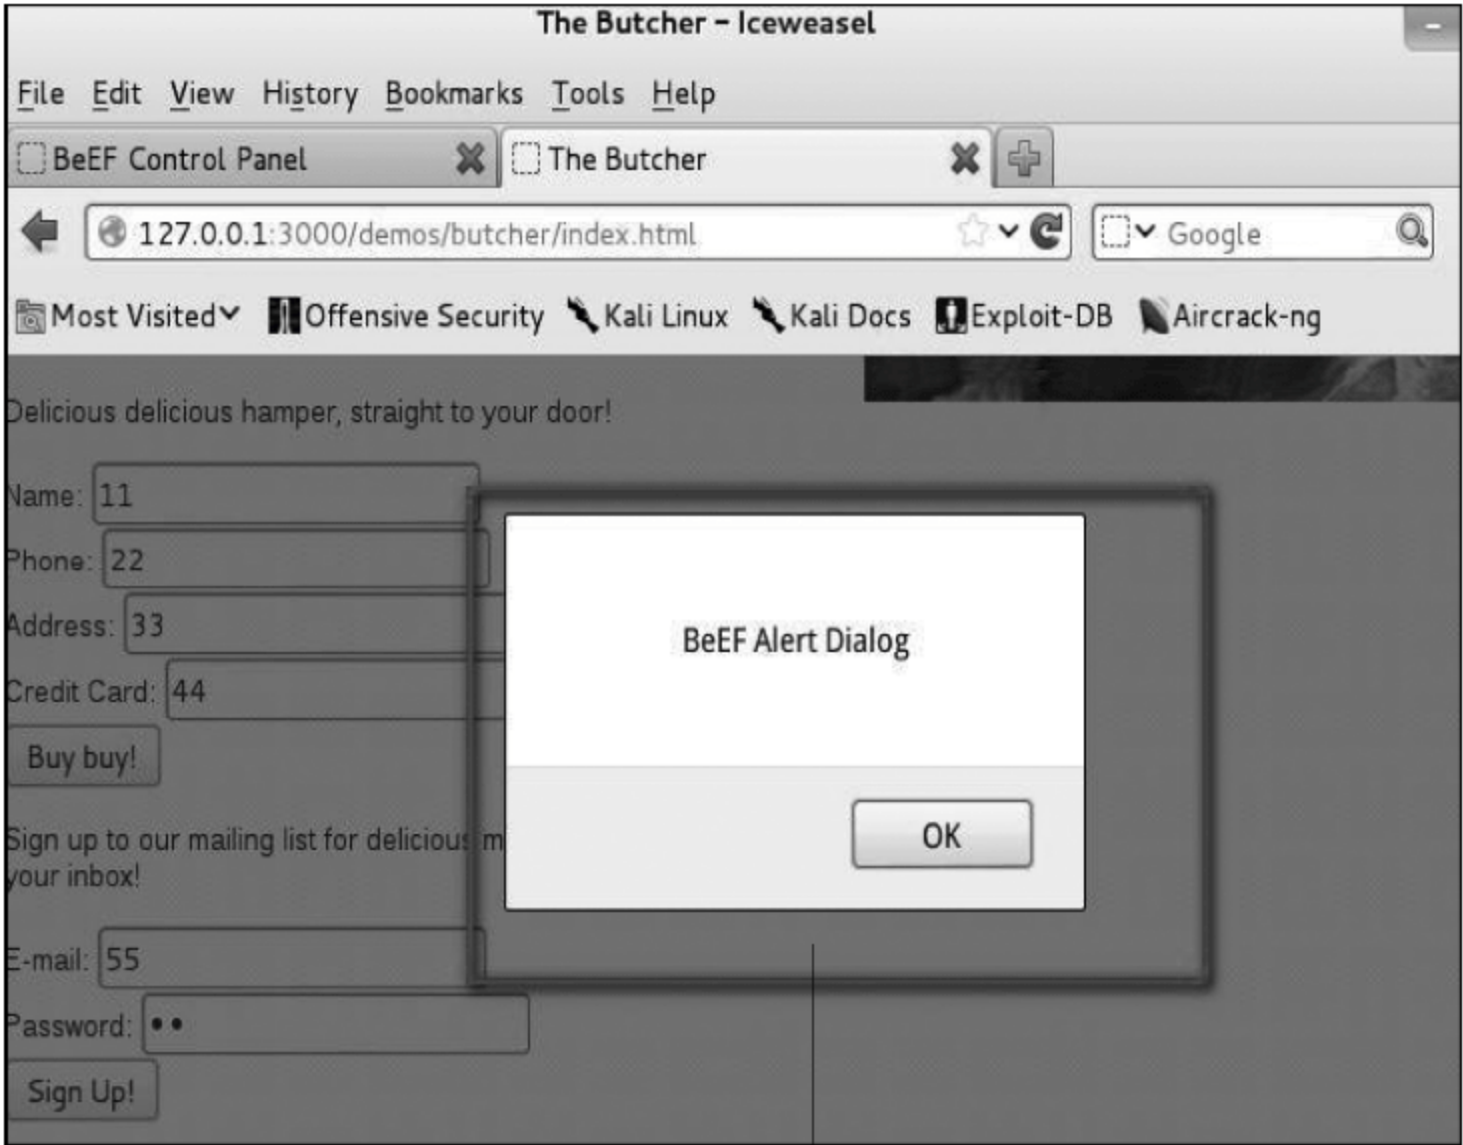 The Butcher – Iceweasel
File Edit View History Bookmarks Tools Help
BeEF Control Panel The Butcher
127.0.0.1:3000/demos/butcher/index.html Google
Most Visited Offensive Security Kali Linux Kali Docs Exploit-DB Aircrack-ng
Delicious delicious hamper, straight to your door!
Name: 11
Phone: 22
Address: 33
Credit Card: 44
Buy buy!
Sign up to our mailing list for delicious m
your inbox!
E-mail: 55
Password: ••
Sign Up!
BeEF Alert Dialog
OK